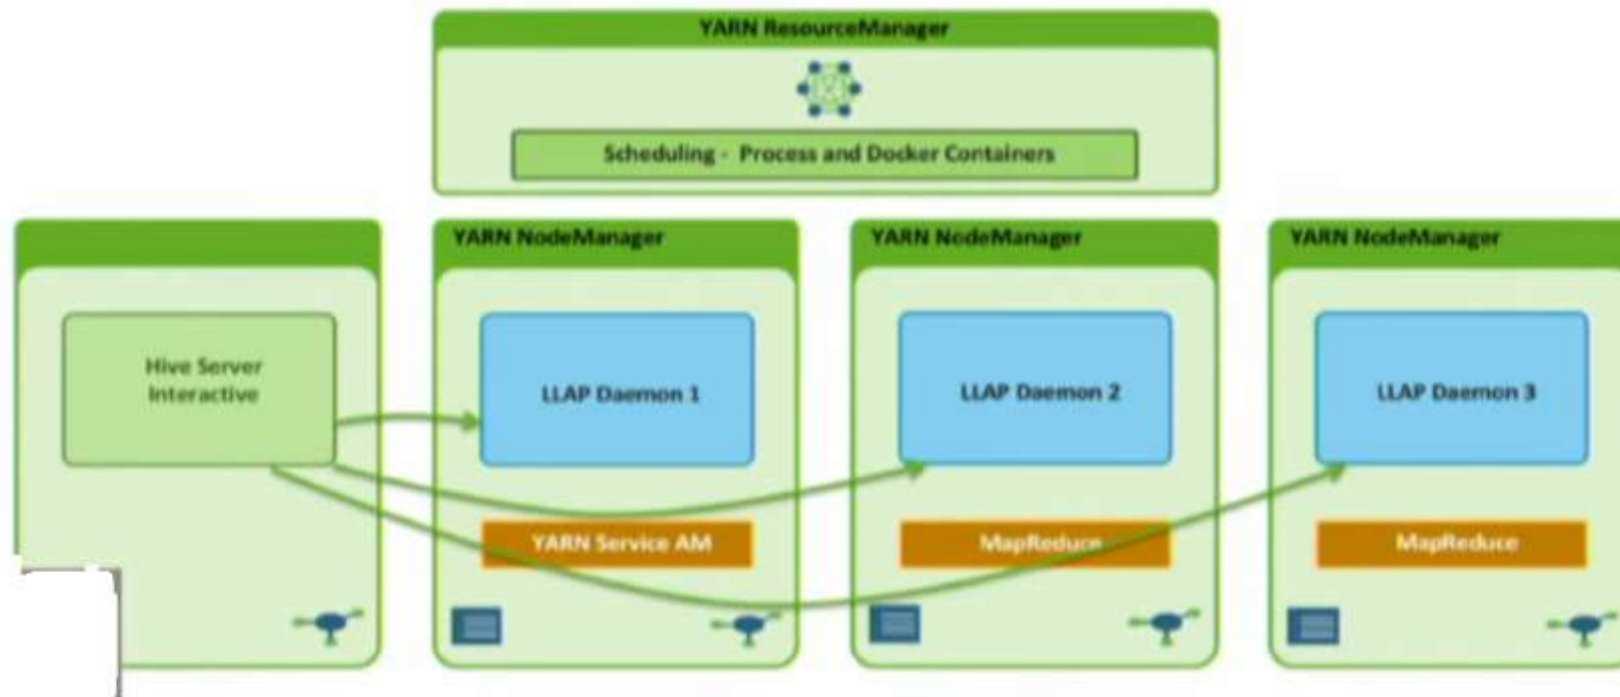 YARN ResourceManager
Scheduling - Process and Docker Containers
YARN NodeManager
YARN NodeManager
YARN NodeManager
Hive Server
Interactive
LLAP Daemon 1
LLAP Daemon 2
LLAP Daemon 3
YARN Service AM
MapReduce
MapReduce